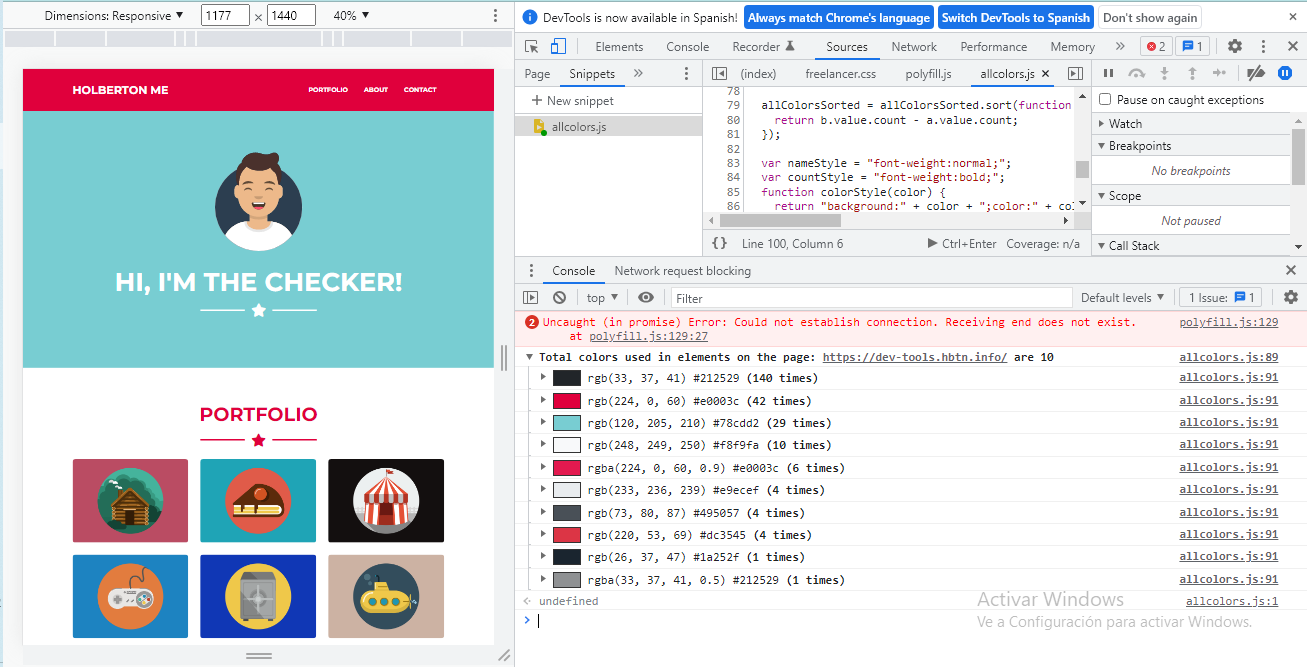 Dimensions: Responsive ▼ 1177 × 1440 40% ▼
HOLBERTON ME
PORTFOLIO ABOUT CONTACT
HI, I'M THE CHECKER!
PORTFOLIO
DevTools is now available in Spanish! Always match Chrome's language Switch DevTools to Spanish Don't show again
Elements Console Recorder Sources Network Performance Memory » 2 1
Page Snippets »
+ New snippet
allcolors.js
(index) freelancer.css polyfill.js allcolors.js ×
78
79 allColorsSorted = allColorsSorted.sort(function
80 return b.value.count - a.value.count;
81 });
82
83 var nameStyle = "font-weight:normal;";
84 var countStyle = "font-weight:bold;";
85 function colorStyle(color) {
86 return "background:" + color + ";color:" + col
{} Line 100, Column 6 ▶ Ctrl+Enter Coverage: n/a
Pause on caught exceptions
Watch
Breakpoints
No breakpoints
Scope
Not paused
Call Stack
Console Network request blocking
top ▼ Filter Default levels ▼ 1 Issue: 1
2 Uncaught (in promise) Error: Could not establish connection. Receiving end does not exist. polyfill.js:129
at polyfill.js:129:27
Total colors used in elements on the page: https://dev-tools.hbtn.info/ are 10 allcolors.js:89
rgb(33, 37, 41) #212529 (140 times) allcolors.js:91
rgb(224, 0, 60) #e0003c (42 times) allcolors.js:91
rgb(120, 205, 210) #78cdd2 (29 times) allcolors.js:91
rgb(248, 249, 250) #f8f9fa (10 times) allcolors.js:91
rgba(224, 0, 60, 0.9) #e0003c (6 times) allcolors.js:91
rgb(233, 236, 239) #e9ecef (4 times) allcolors.js:91
rgb(73, 80, 87) #495057 (4 times) allcolors.js:91
rgb(220, 53, 69) #dc3545 (4 times) allcolors.js:91
rgb(26, 37, 47) #1a252f (1 times) allcolors.js:91
rgba(33, 37, 41, 0.5) #212529 (1 times) allcolors.js:91
undefined allcolors.js:1
Activar Windows
Ve a Configuración para activar Windows.